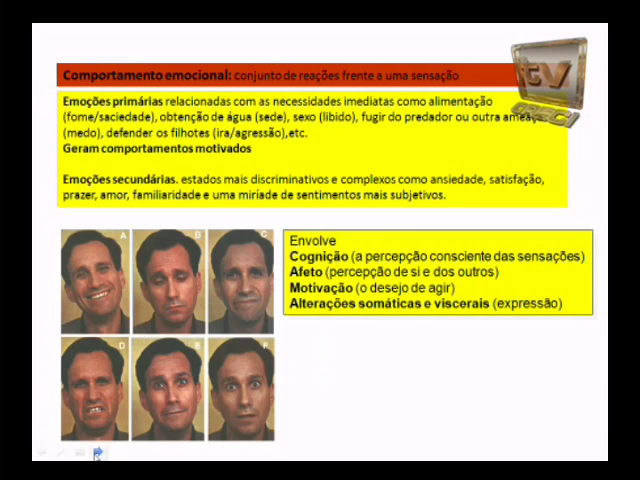 Comportamento emocional: conjunto de reações frente a uma sensação
tv
Emoções primárias relacionadas com as necessidades imediatas como alimentação
(fome/saciedade), obtenção de água (sede), sexo (libido), fugir do predador ou outra ameaça
(medo), defender os filhotes (ira/agressão),etc.
Geram comportamentos motivados
Emoções secundárias. estados mais discriminativos e complexos como ansiedade, satisfação,
prazer, amor, familiaridade e uma miríade de sentimentos mais subjetivos.
A B C
Envolve
Cognição (a percepção consciente das sensações)
Afeto (percepção de si e dos outros)
Motivação (o desejo de agir)
Alterações somáticas e viscerais (expressão)
D E F